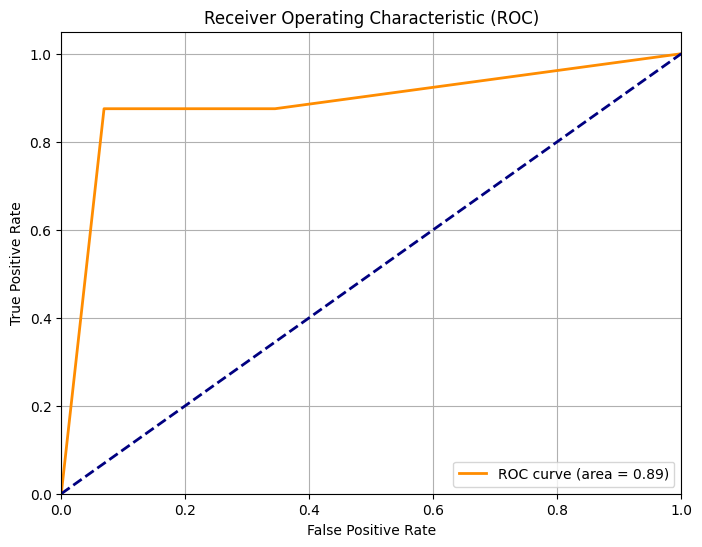 Receiver Operating Characteristic (ROC)
1.0
0.8
0.6
0.4
0.2
0.0
True Positive Rate
ROC curve (area = 0.89)
0.0 0.2 0.4 0.6 0.8 1.0
False Positive Rate